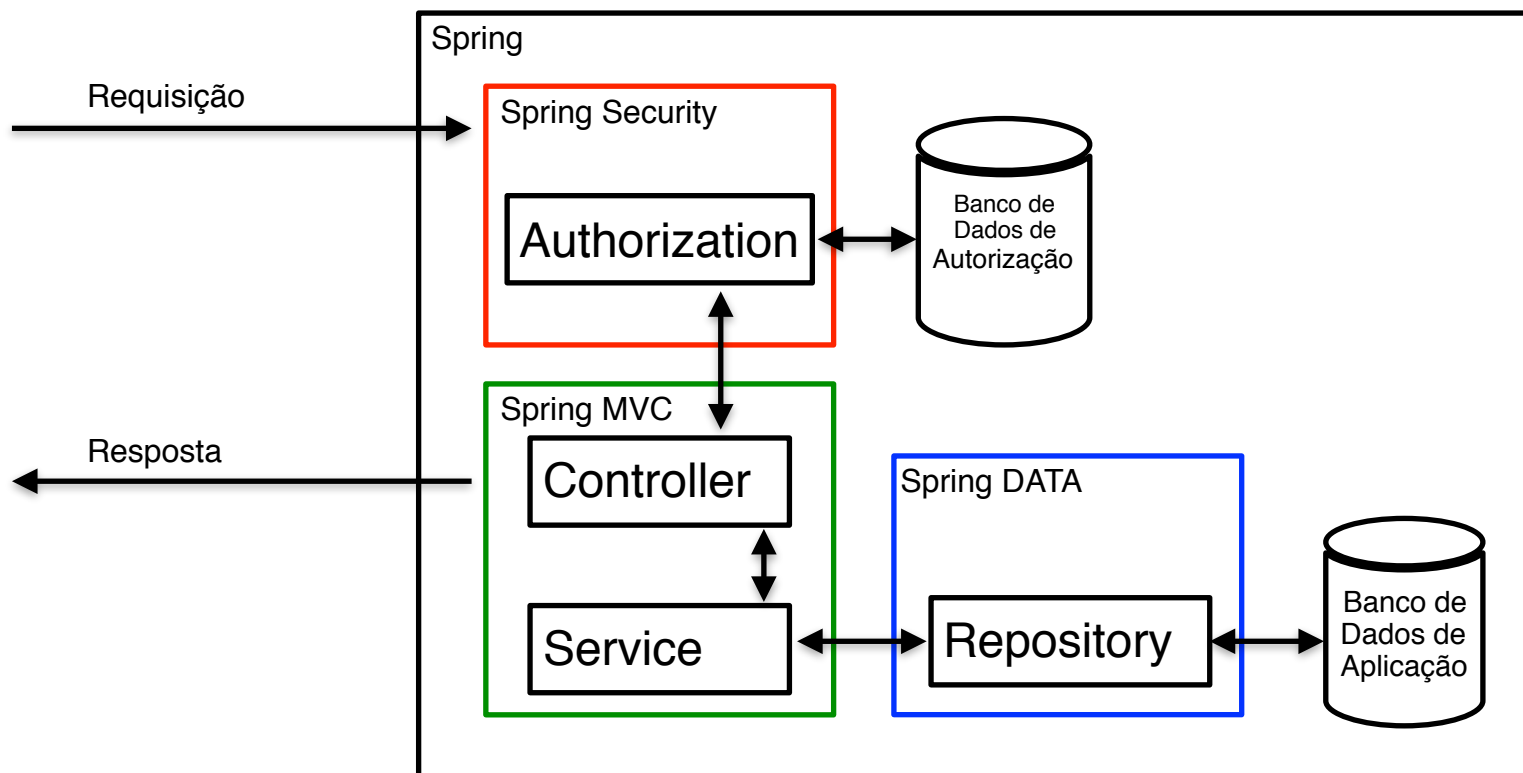 Spring
Requisição
Spring Security
Authorization
Banco de
Dados de
Autorização
Spring MVC
Resposta
Controller
Spring DATA
Service
Repository
Banco de
Dados de
Aplicação